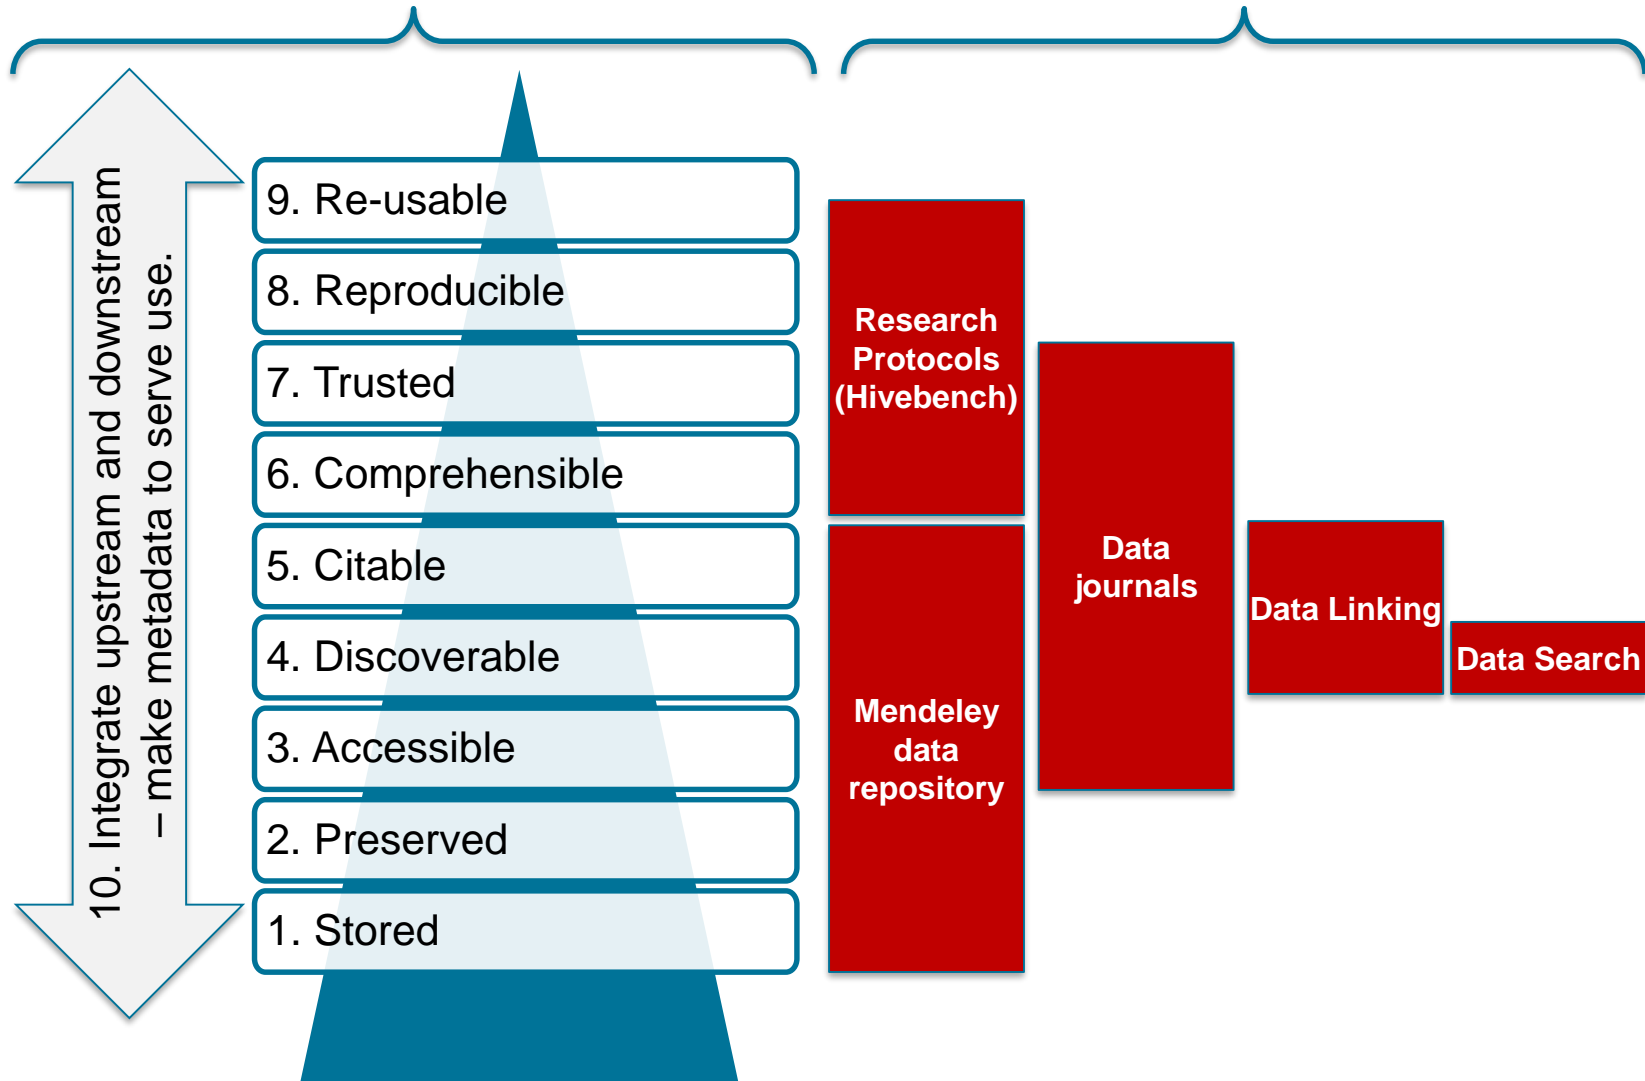 10. Integrate upstream and downstream
– make metadata to serve use.
9. Re-usable
8. Reproducible
7. Trusted
6. Comprehensible
5. Citable
4. Discoverable
3. Accessible
2. Preserved
1. Stored
Research
Protocols
(Hivebench)
Mendeley
data
repository
Data
journals
Data Linking
Data Search